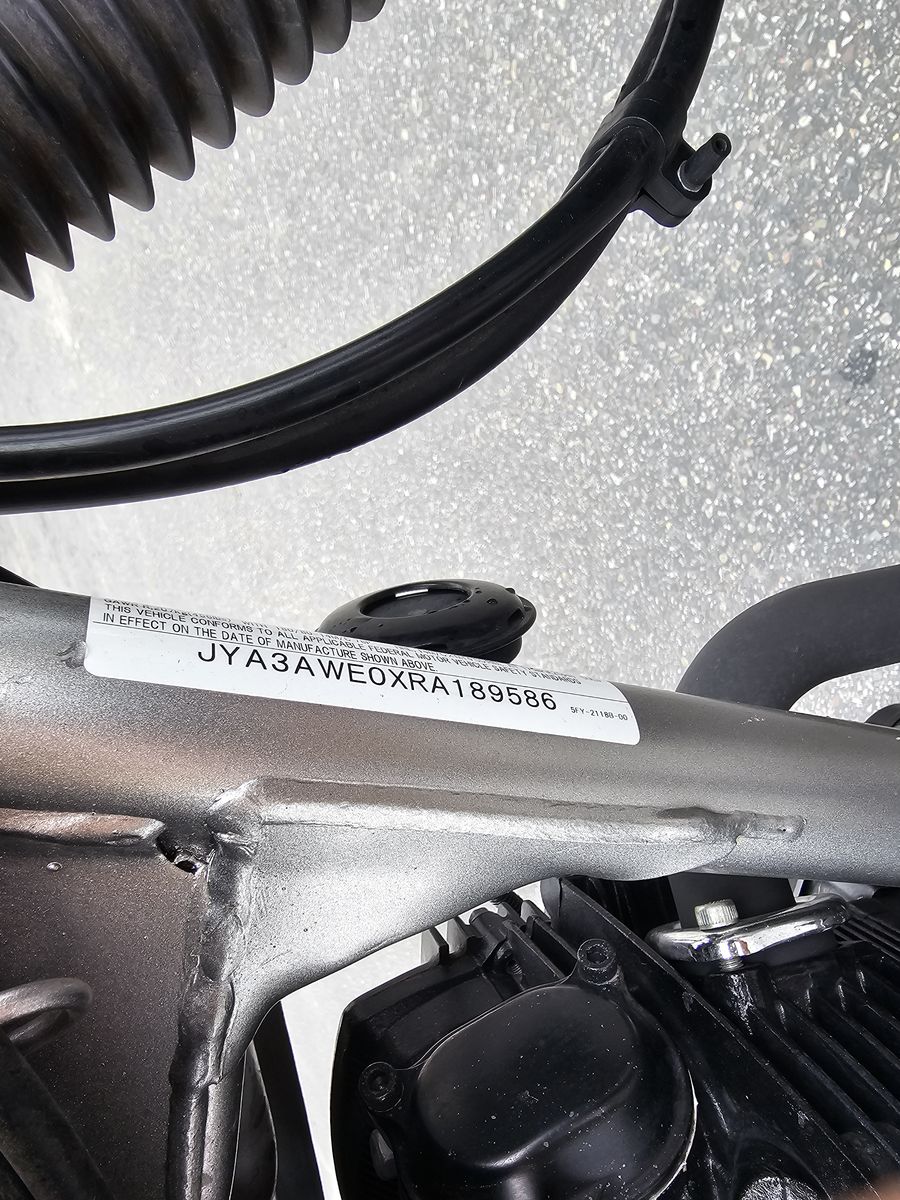 THIS VEHICLE CONFORMS TO ALL APPLICABLE FEDERAL MOTOR VEHICLE SAFETY STANDARDS
IN EFFECT ON THE DATE OF MANUFACTURE SHOWN ABOVE.
JYA3AWE0XRA189586
5FY-2118B-00